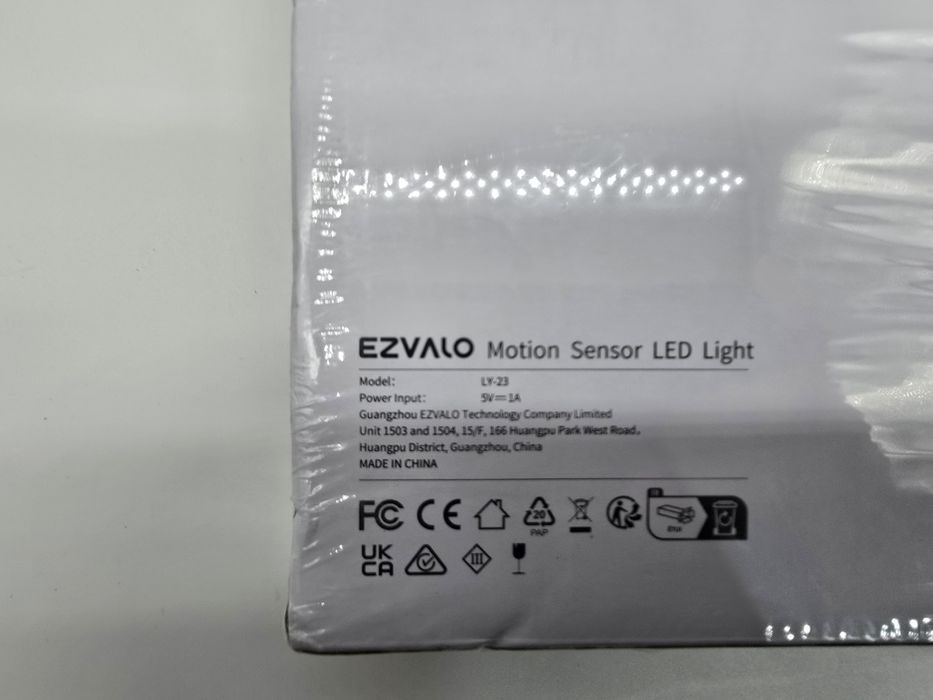 EZVALO Motion Sensor LED Light
Model: LY-23
Power Input: 5V⎓1A
Guangzhou EZVALO Technology Company Limited
Unit 1503 and 1504, 15/F, 166 Huangpu Park West Road,
Huangpu District, Guangzhou, China
MADE IN CHINA
FC CE 20
PAP
UK
CA III